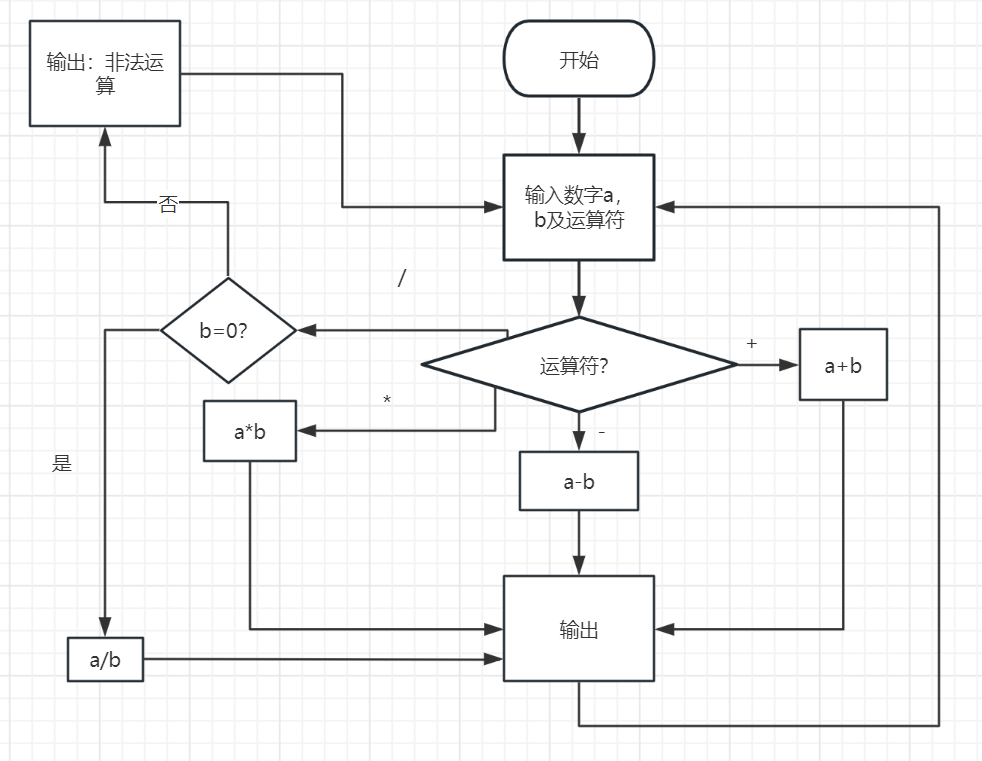 输出：非法运
算
开始
输入数字a，
b及运算符
否
/
b=0?
运算符?
+
a+b
*
a*b
-
a-b
是
输出
a/b